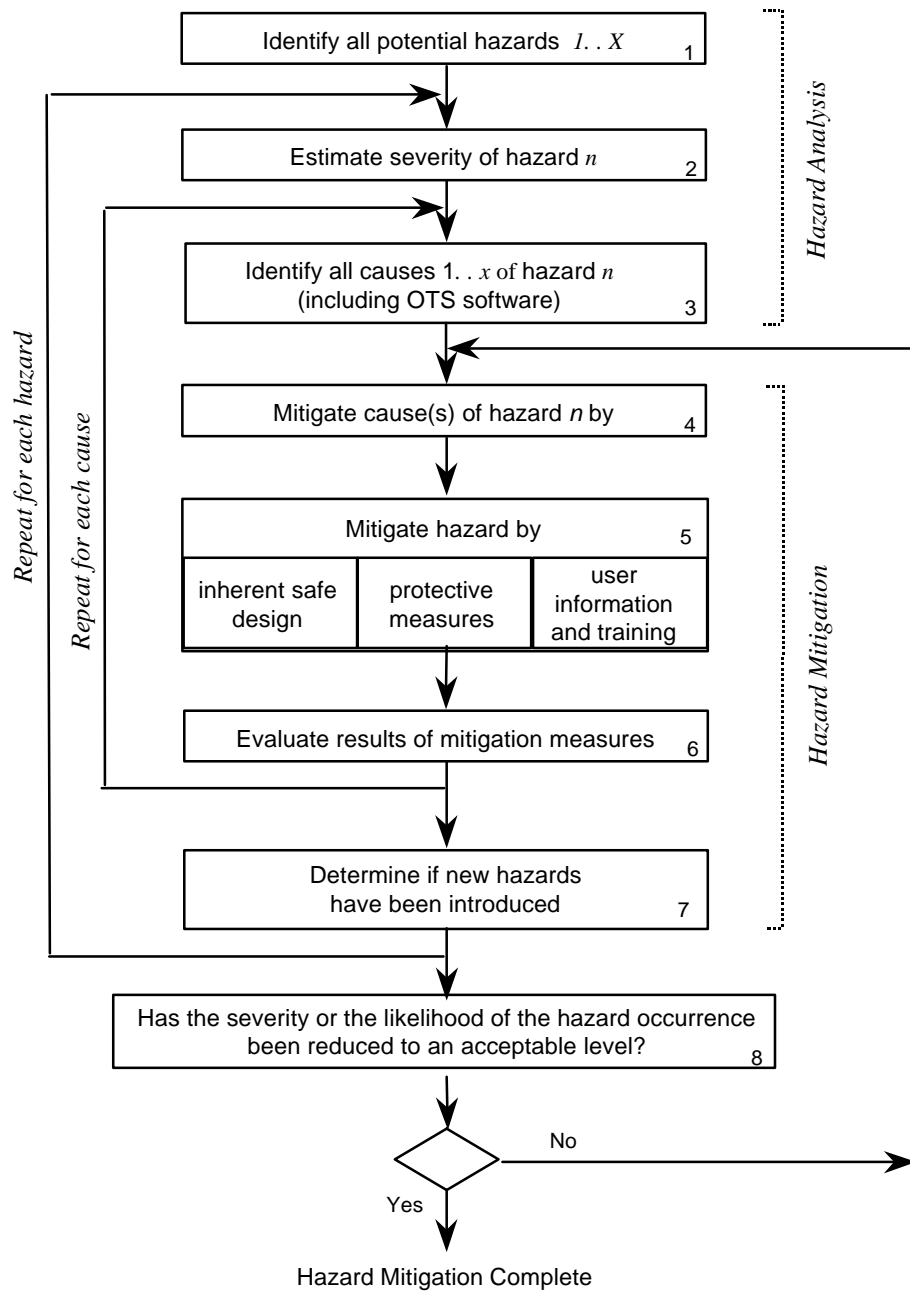 Identify all potential hazards 1. . X
1
Estimate severity of hazard n
2
Identify all causes 1. . x of hazard n
(including OTS software)
3
Mitigate cause(s) of hazard n by
4
Mitigate hazard by
5
inherent safe
design
protective
measures
user
information
and training
Evaluate results of mitigation measures
6
Determine if new hazards
have been introduced
7
Has the severity or the likelihood of the hazard occurrence
been reduced to an acceptable level?
8
No
Yes
Hazard Mitigation Complete
Repeat for each hazard
Repeat for each cause
Hazard Analysis
Hazard Mitigation